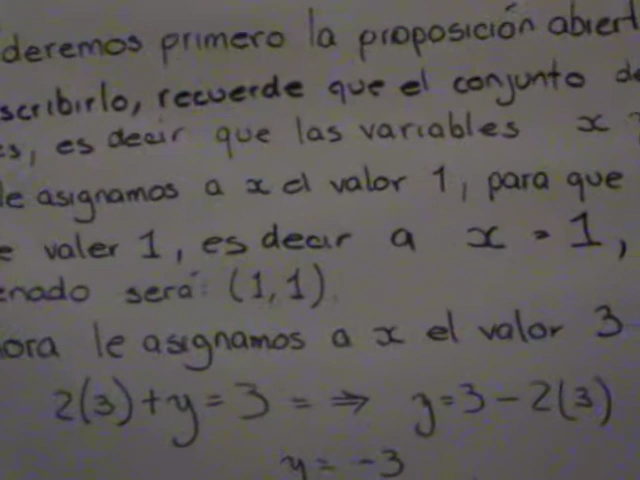 deremos primero la proposición abiert
scribirlo, recuerde que el conjunto de
es, es decir que las variables x
le asignamos a x el valor 1, para que
e valer 1, es decir a x = 1,
enado será: (1,1)
ora le asignamos a x el valor 3
2(3)+y=3 = ⇒ y=3-2(3)
y = -3